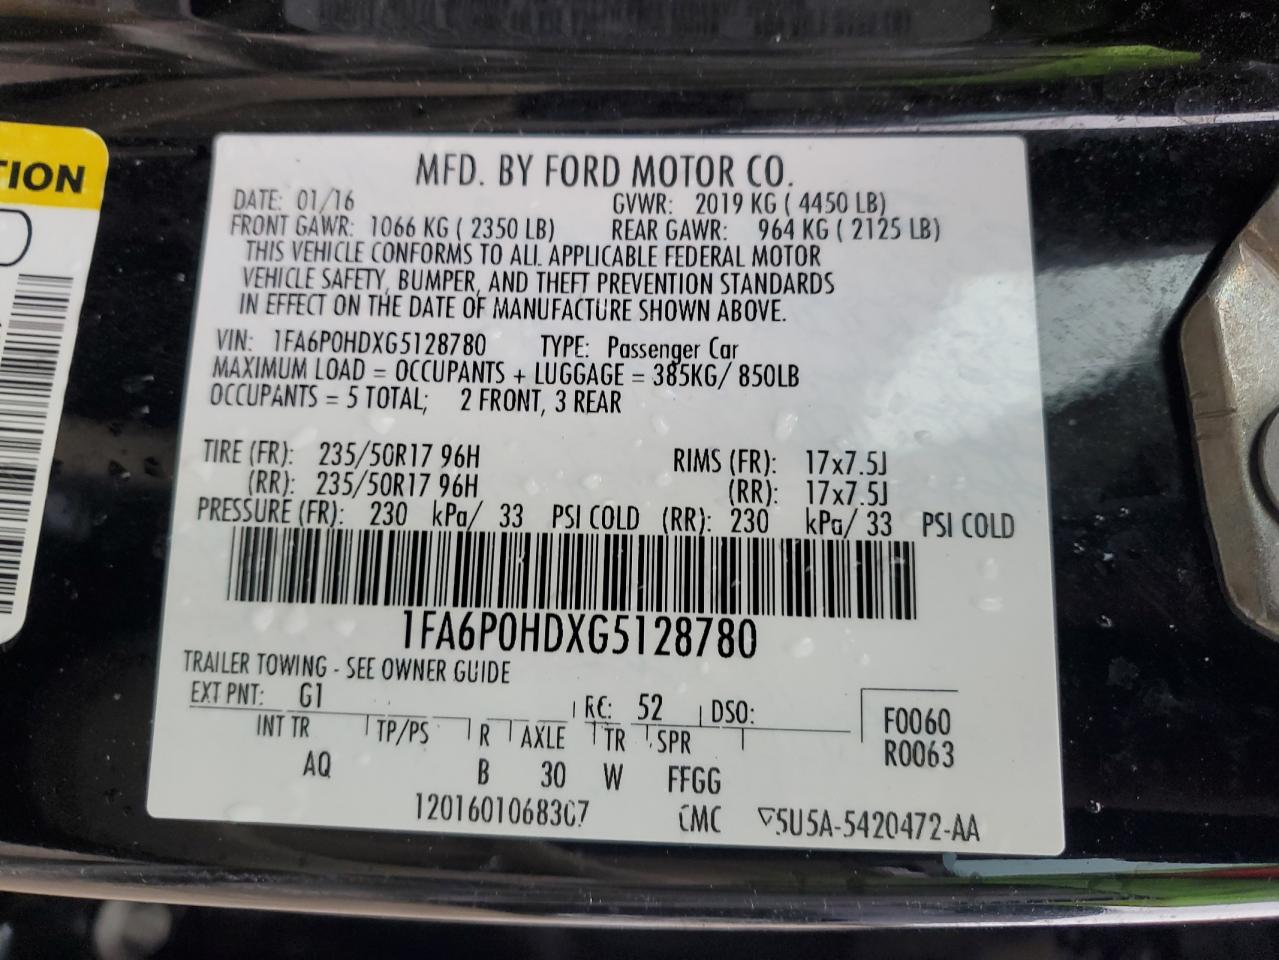 TION
MFD. BY FORD MOTOR CO.
DATE: 01/16 GVWR: 2019 KG ( 4450 LB)
FRONT GAWR: 1066 KG ( 2350 LB) REAR GAWR: 964 KG ( 2125 LB)
THIS VEHICLE CONFORMS TO ALL APPLICABLE FEDERAL MOTOR
VEHICLE SAFETY, BUMPER, AND THEFT PREVENTION STANDARDS
IN EFFECT ON THE DATE OF MANUFACTURE SHOWN ABOVE.
VIN: 1FA6P0HDXG5128780 TYPE: Passenger Car
MAXIMUM LOAD = OCCUPANTS + LUGGAGE = 385KG/ 850LB
OCCUPANTS = 5 TOTAL; 2 FRONT, 3 REAR
TIRE (FR): 235/50R17 96H RIMS (FR): 17x7.5J
(RR): 235/50R17 96H (RR): 17x7.5J
PRESSURE (FR): 230 kPa/ 33 PSI COLD (RR): 230 kPa/ 33 PSI COLD
1FA6P0HDXG5128780
TRAILER TOWING - SEE OWNER GUIDE
EXT PNT: G1 RC: 52 DSO:
INT TR TP/PS R AXLE TR SPR F0060
R0063
AQ B 30 W FFGG
12016010683C7 CMC ▽5U5A-5420472-AA